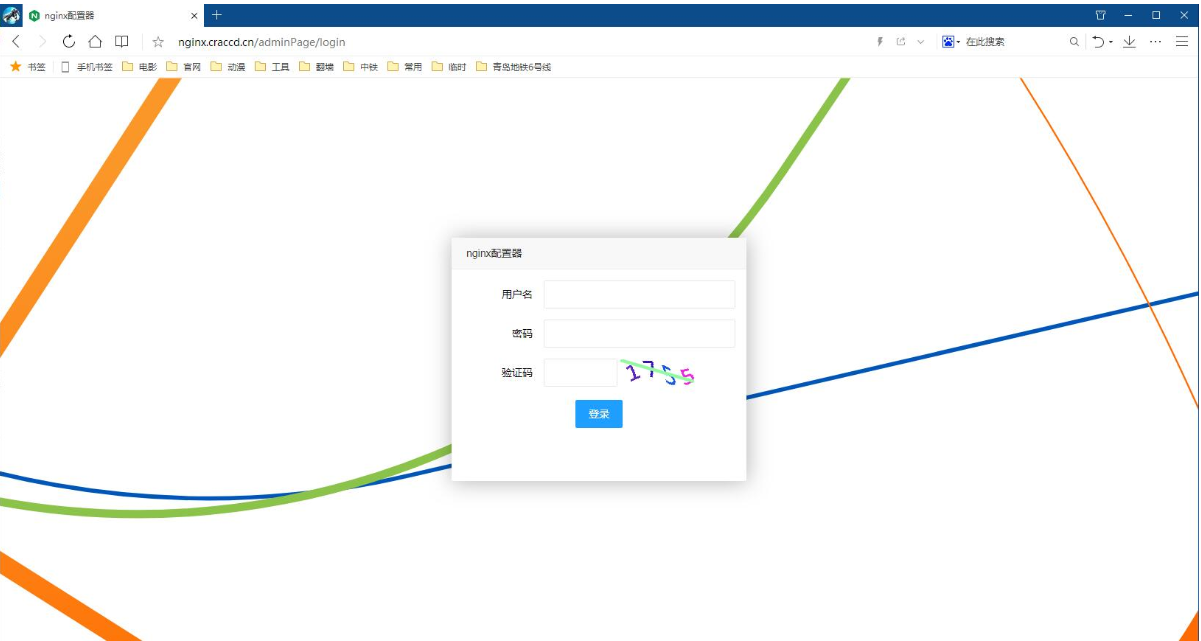 nginx配置器
nginx.craccd.cn/adminPage/login
在此搜索
书签 手机书签 电影 官网 动漫 工具 翻墙 中铁 常用 临时 青岛地铁6号线
nginx配置器
用户名
密码
验证码 1755
登录